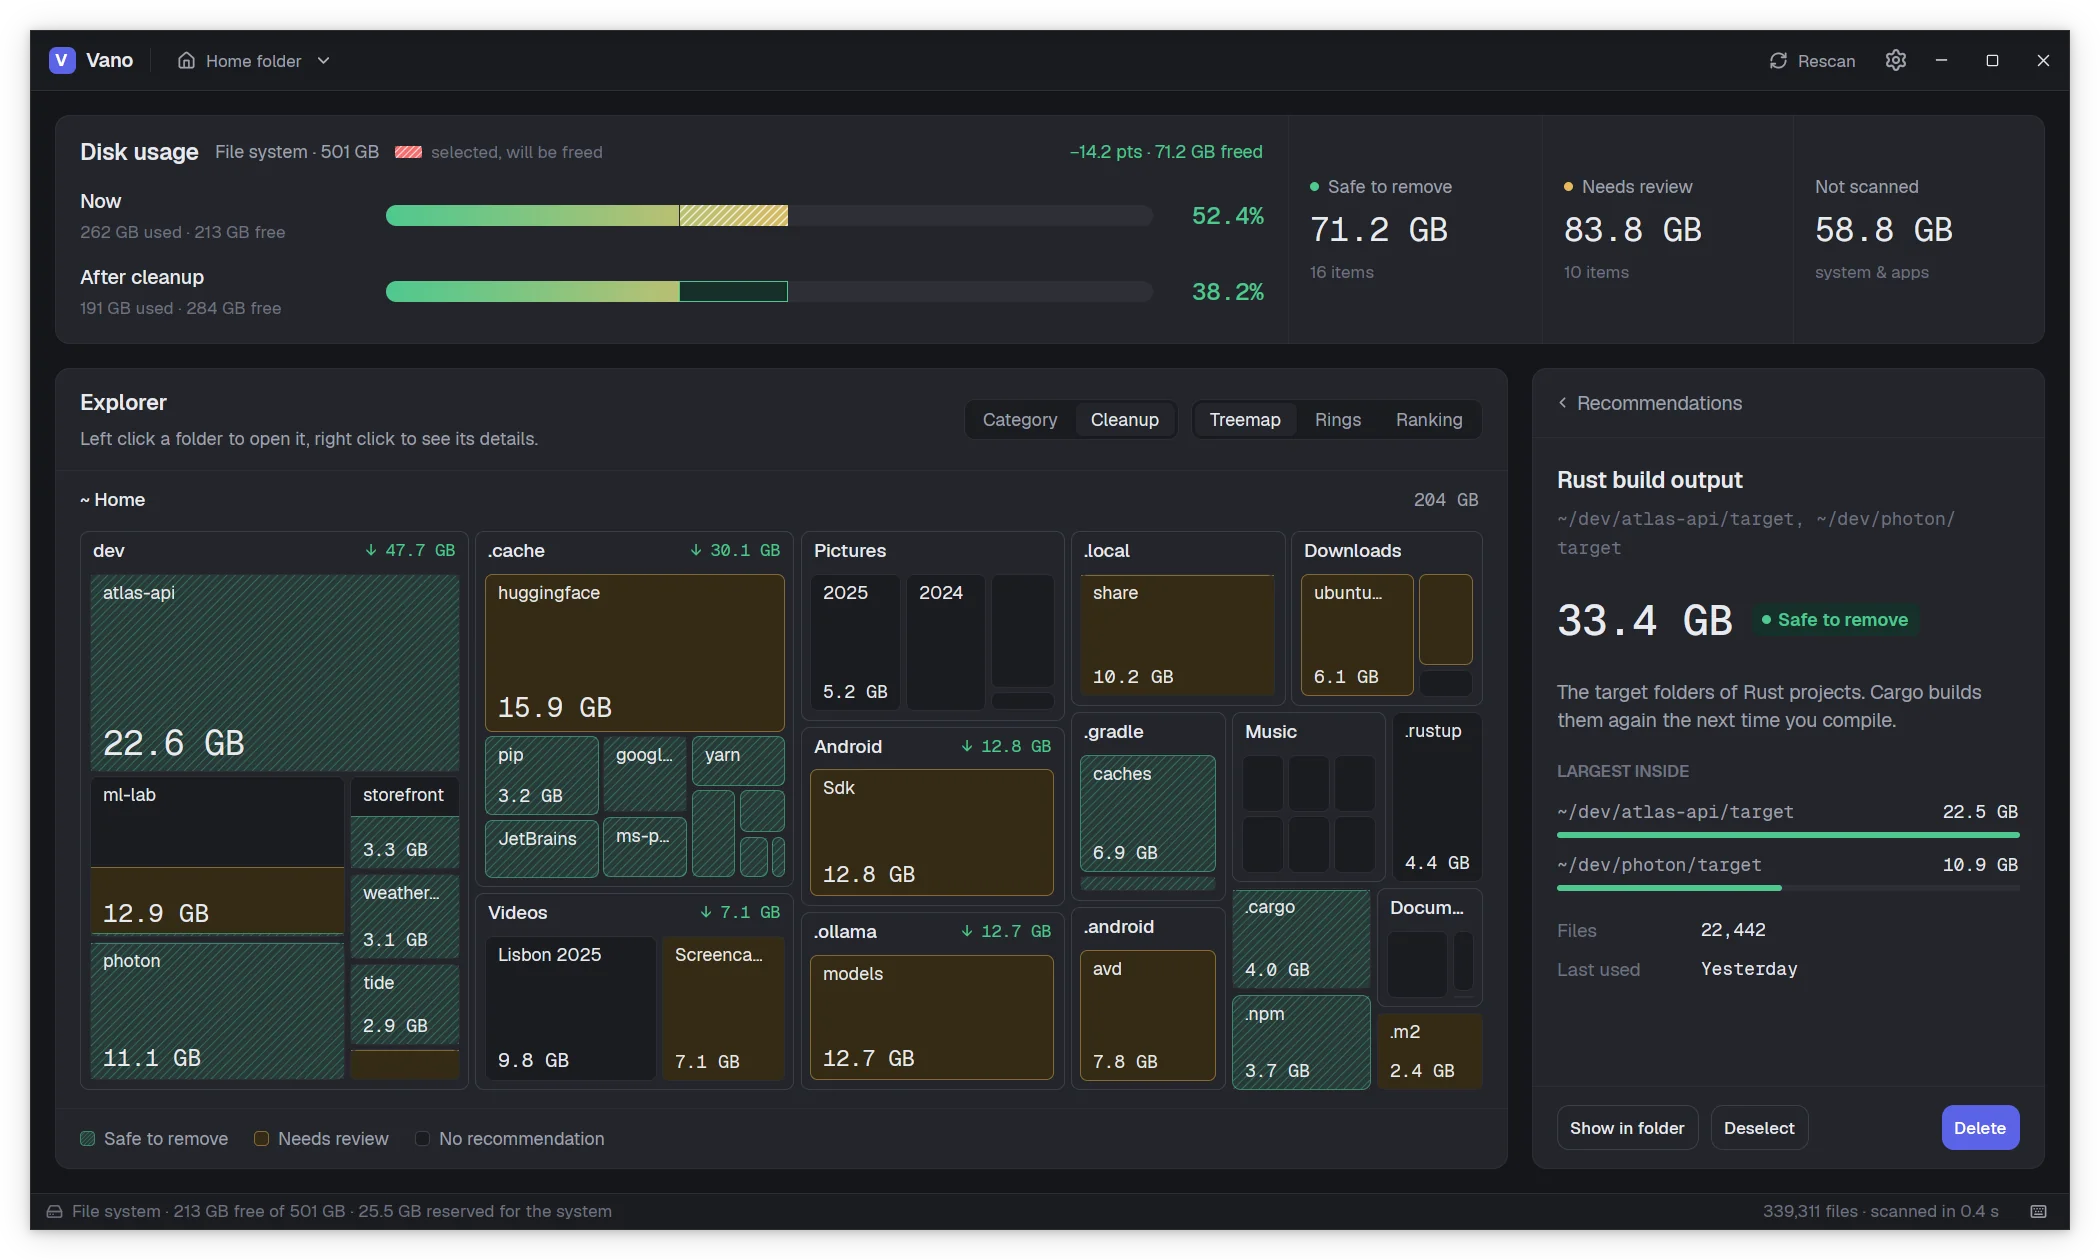 V Vano
Home folder
Rescan
Disk usage File system · 501 GB selected, will be freed
−14.2 pts · 71.2 GB freed
Now
262 GB used · 213 GB free
52.4%
After cleanup
191 GB used · 284 GB free
38.2%
Safe to remove
71.2 GB
16 items
Needs review
83.8 GB
10 items
Not scanned
58.8 GB
system & apps
Explorer
Left click a folder to open it, right click to see its details.
Category Cleanup
Treemap Rings Ranking
~ Home
204 GB
dev ↓ 47.7 GB
atlas-api
22.6 GB
ml-lab
12.9 GB
photon
11.1 GB
storefront
3.3 GB
weather...
3.1 GB
tide
2.9 GB
.cache ↓ 30.1 GB
huggingface
15.9 GB
pip
3.2 GB
googl...
yarn
JetBrains
ms-p...
Videos ↓ 7.1 GB
Lisbon 2025
9.8 GB
Screenca...
7.1 GB
Pictures
2025
5.2 GB
2024
Android ↓ 12.8 GB
Sdk
12.8 GB
.ollama ↓ 12.7 GB
models
12.7 GB
.local
share
10.2 GB
Downloads
ubuntu...
6.1 GB
.gradle
caches
6.9 GB
Music
.rustup
4.4 GB
.android
avd
7.8 GB
.cargo
4.0 GB
.npm
3.7 GB
Docum...
.m2
2.4 GB
Safe to remove
Needs review
No recommendation
Recommendations
Rust build output
~/dev/atlas-api/target, ~/dev/photon/
target
33.4 GB
Safe to remove
The target folders of Rust projects. Cargo builds
them again the next time you compile.
LARGEST INSIDE
~/dev/atlas-api/target 22.5 GB
~/dev/photon/target 10.9 GB
Files 22,442
Last used Yesterday
Show in folder
Deselect
Delete
File system · 213 GB free of 501 GB · 25.5 GB reserved for the system
339,311 files · scanned in 0.4 s